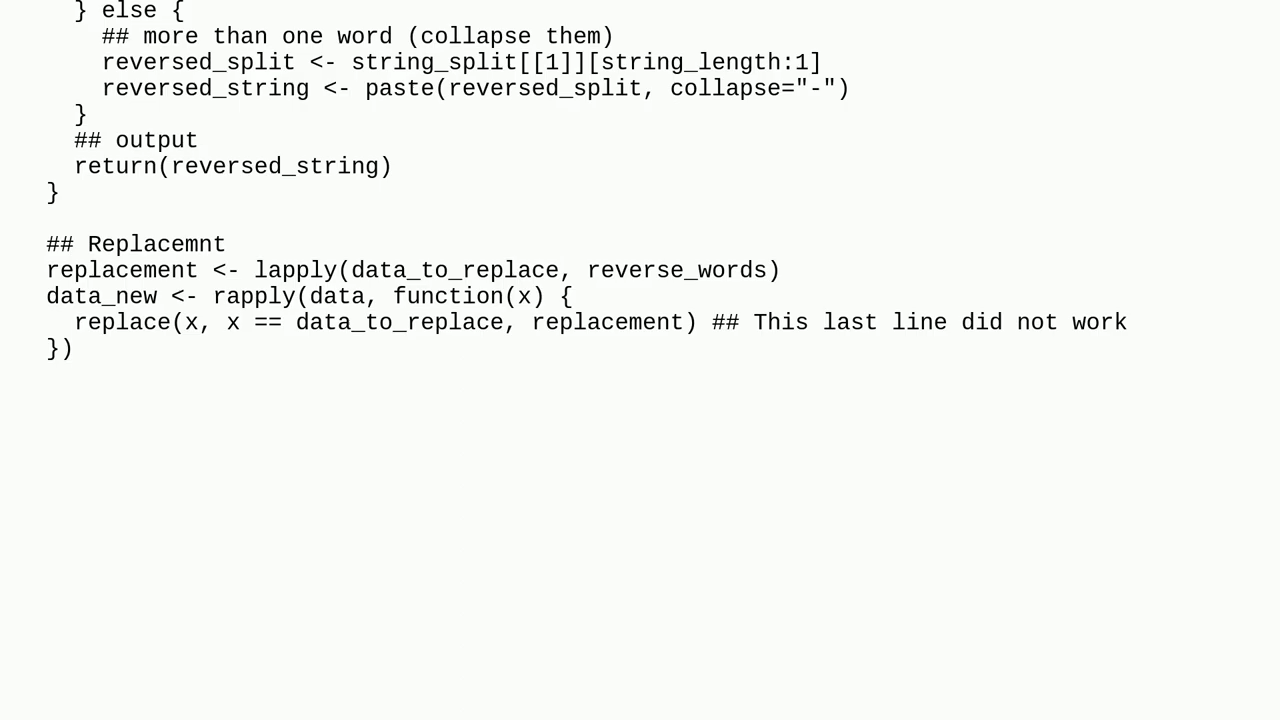 } else {
    ## more than one word (collapse them)
    reversed_split <- string_split[[1]][string_length:1]
    reversed_string <- paste(reversed_split, collapse="-")
  }
  ## output
  return(reversed_string)
}

## Replacemnt
replacement <- lapply(data_to_replace, reverse_words)
data_new <- rapply(data, function(x) {
  replace(x, x == data_to_replace, replacement) ## This last line did not work
})